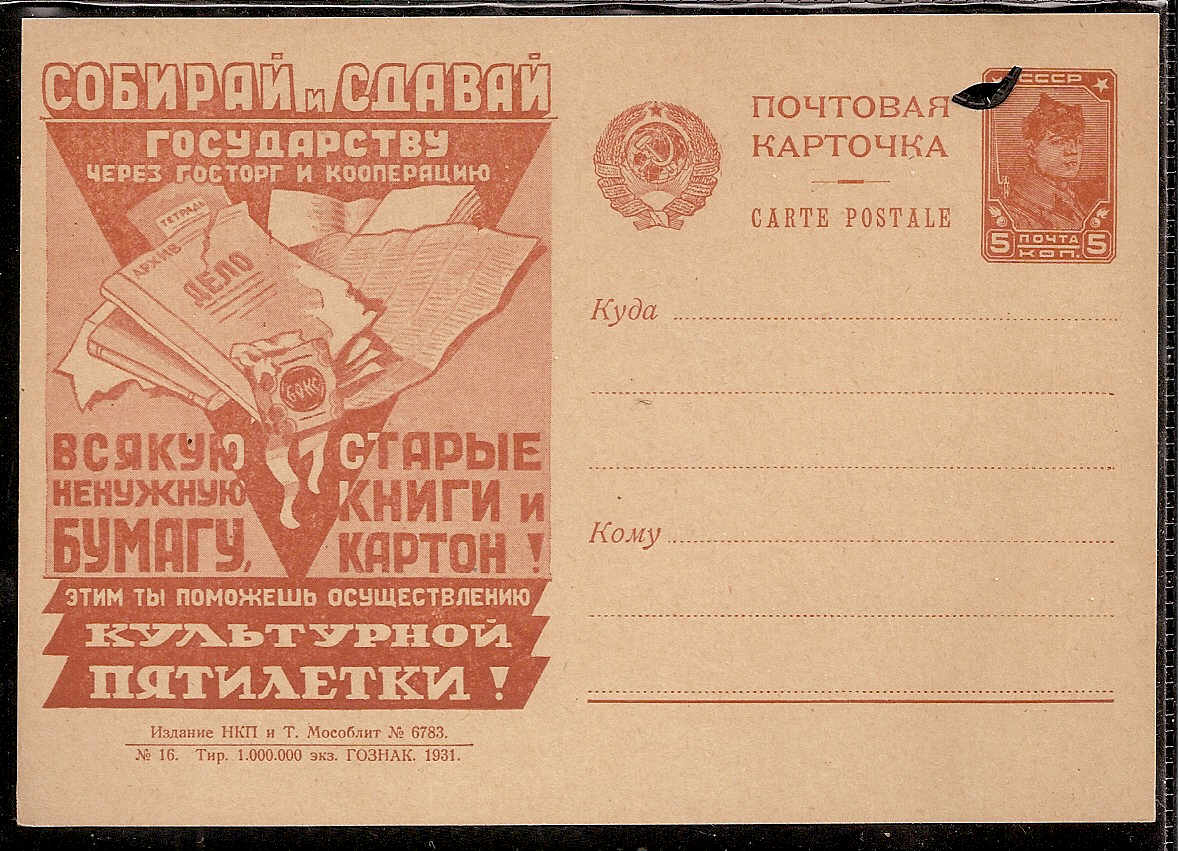 СОБИРАЙ и СДАВАЙ
ГОСУДАРСТВУ
ЧЕРЕЗ ГОСТОРГ И КООПЕРАЦИЮ
ТЕТРАДЬ
АРХИВ
ДЕЛО
ВСЯКУЮ
НЕНУЖНУЮ
БУМАГУ,
СТАРЫЕ
КНИГИ и
КАРТОН!
ЭТИМ ТЫ ПОМОЖЕШЬ ОСУЩЕСТВЛЕНИЮ
КУЛЬТУРНОЙ
ПЯТИЛЕТКИ!
Издание НКП и Т. Мособлит № 6783.
№ 16. Тир. 1.000.000 экз. ГОЗНАК. 1931.
ПОЧТОВАЯ
КАРТОЧКА
CARTE POSTALE
СССР
5 ПОЧТА 5
КОП.
Куда
Кому